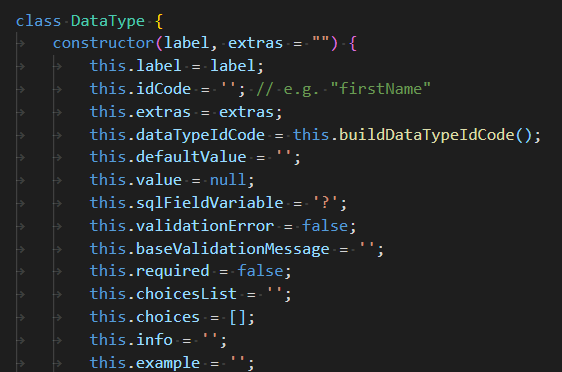 class DataType {
constructor(label, extras = "") {
this.label = label;
this.idCode = ''; // e.g. "firstName"
this.extras = extras;
this.dataTypeIdCode = this.buildDataTypeIdCode();
this.defaultValue = '';
this.value = null;
this.sqlFieldVariable = '?';
this.validationError = false;
this.baseValidationMessage = '';
this.required = false;
this.choicesList = '';
this.choices = [];
this.info = '';
this.example = '';